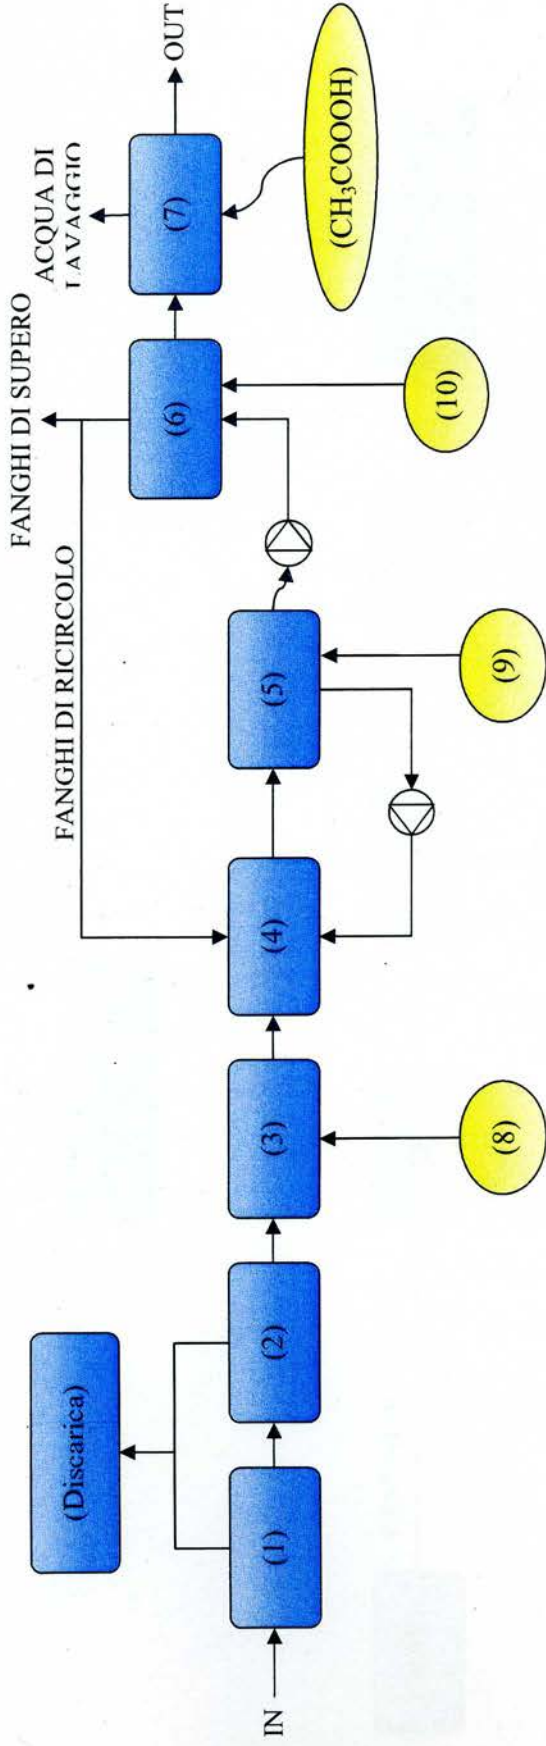 IN
(1)
(Discarica)
(2)
(3)
(8)
(4)
FANGHI DI RICIRCOLO
(5)
(9)
FANGHI DI SUPERO
(6)
(10)
ACQUA DI
LAVAGGIO
(7)
(CH₃COOOH)
OUT